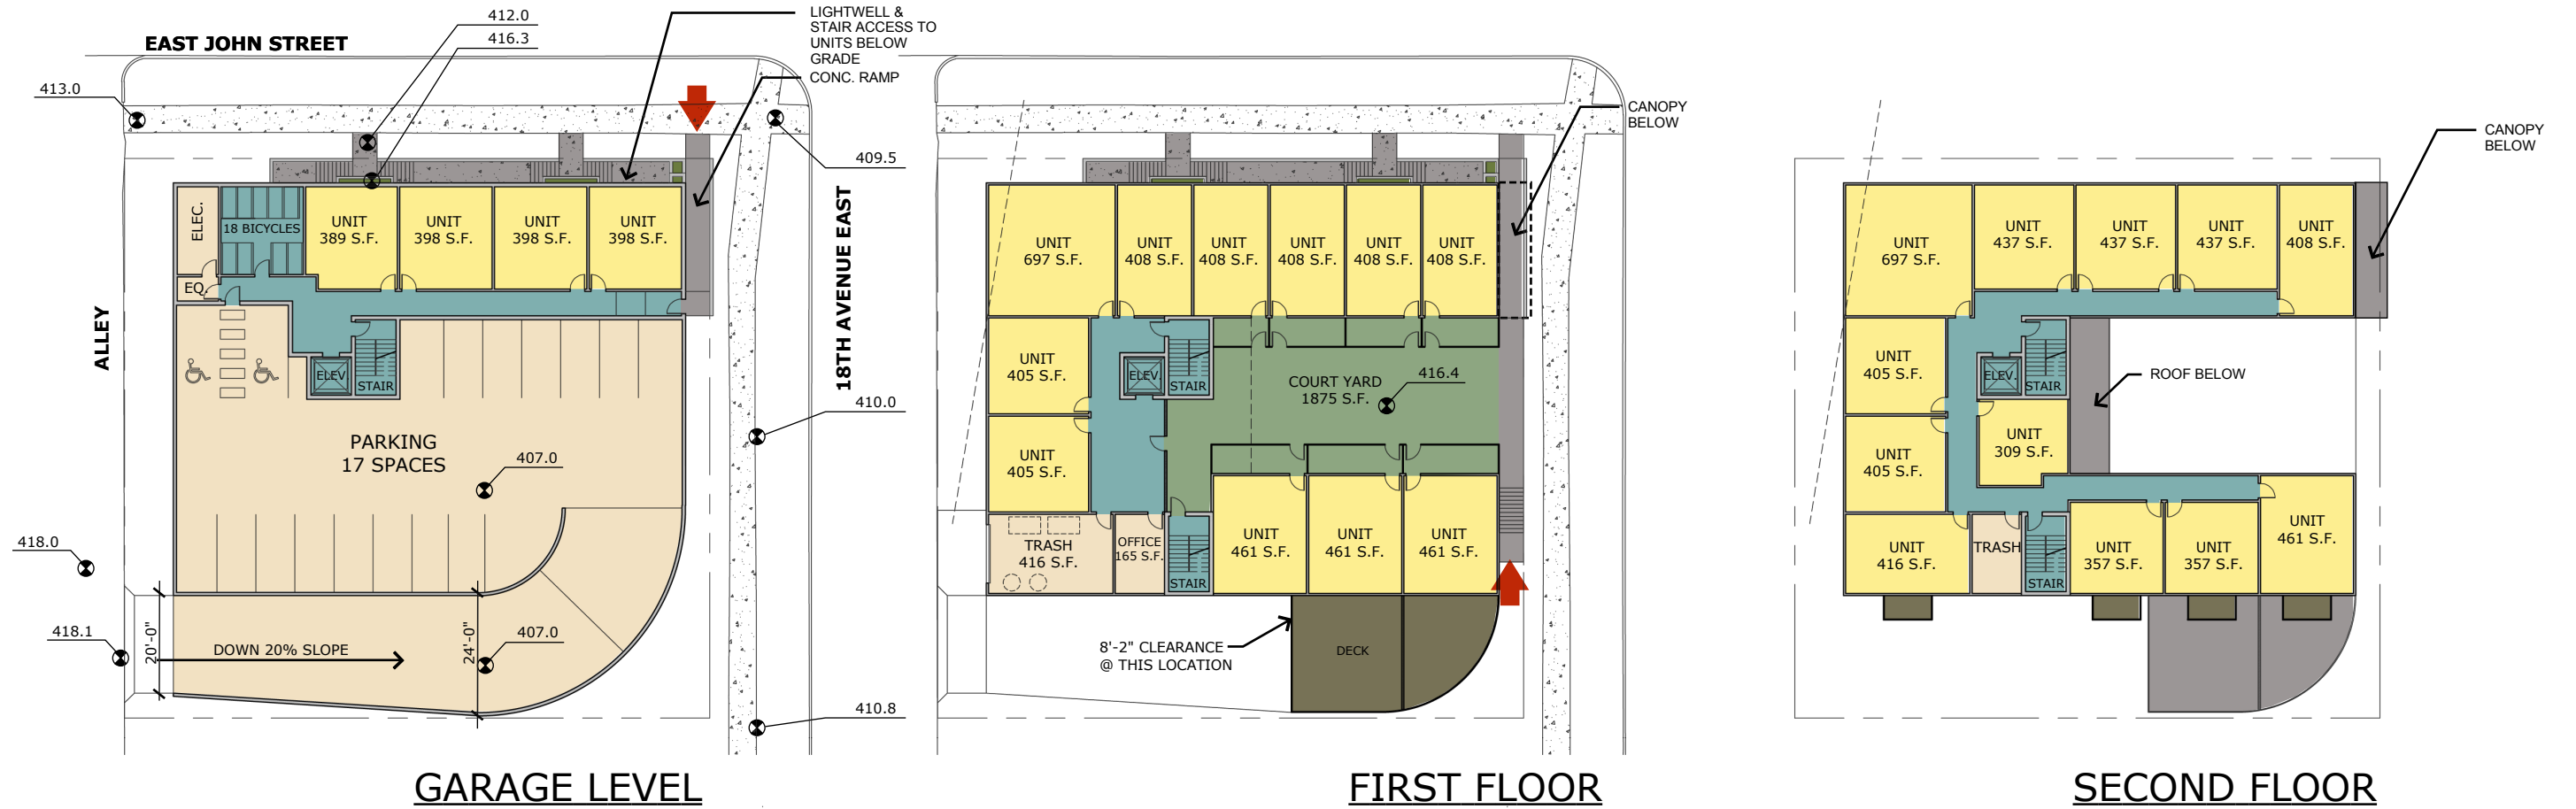 EAST JOHN STREET
412.0
416.3
413.0
LIGHTWELL &
STAIR ACCESS TO
UNITS BELOW
GRADE
CONC. RAMP
409.5
ALLEY
18TH AVENUE EAST
ELEC.
18 BICYCLES
EQ.
UNIT
389 S.F.
UNIT
398 S.F.
UNIT
398 S.F.
UNIT
398 S.F.
ELEV
STAIR
PARKING
17 SPACES
407.0
410.0
418.0
418.1
20'-0"
DOWN 20% SLOPE
24'-0"
407.0
410.8
GARAGE LEVEL
CANOPY
BELOW
UNIT
697 S.F.
UNIT
408 S.F.
UNIT
408 S.F.
UNIT
408 S.F.
UNIT
408 S.F.
UNIT
408 S.F.
UNIT
405 S.F.
ELEV.
STAIR
COURT YARD
1875 S.F.
416.4
UNIT
405 S.F.
TRASH
416 S.F.
OFFICE
165 S.F.
STAIR
UNIT
461 S.F.
UNIT
461 S.F.
UNIT
461 S.F.
8'-2" CLEARANCE
@ THIS LOCATION
DECK
FIRST FLOOR
CANOPY
BELOW
UNIT
697 S.F.
UNIT
437 S.F.
UNIT
437 S.F.
UNIT
437 S.F.
UNIT
408 S.F.
UNIT
405 S.F.
ELEV.
STAIR
ROOF BELOW
UNIT
405 S.F.
UNIT
309 S.F.
UNIT
416 S.F.
TRASH
STAIR
UNIT
357 S.F.
UNIT
357 S.F.
UNIT
461 S.F.
SECOND FLOOR